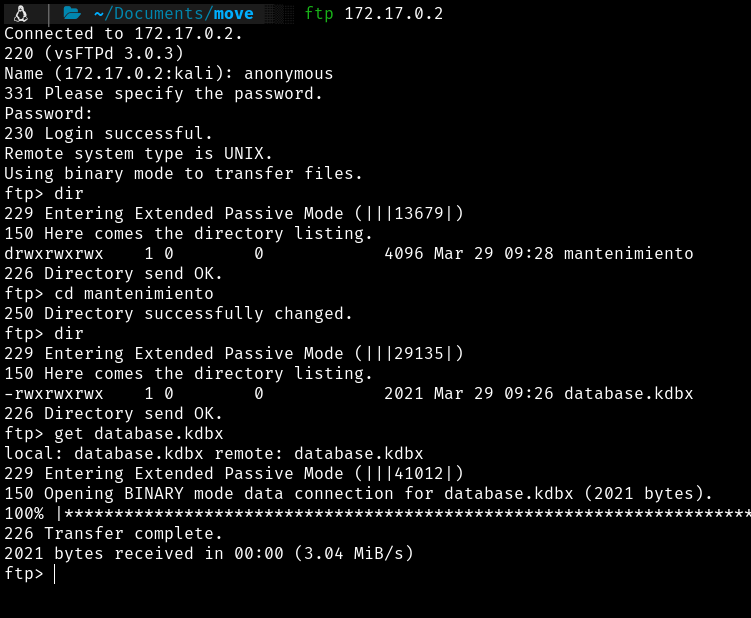 ~/Documents/move ftp 172.17.0.2
Connected to 172.17.0.2.
220 (vsFTPd 3.0.3)
Name (172.17.0.2:kali): anonymous
331 Please specify the password.
Password:
230 Login successful.
Remote system type is UNIX.
Using binary mode to transfer files.
ftp> dir
229 Entering Extended Passive Mode (|||13679|)
150 Here comes the directory listing.
drwxrwxrwx    1 0        0            4096 Mar 29 09:28 mantenimiento
226 Directory send OK.
ftp> cd mantenimiento
250 Directory successfully changed.
ftp> dir
229 Entering Extended Passive Mode (|||29135|)
150 Here comes the directory listing.
-rwxrwxrwx    1 0        0            2021 Mar 29 09:26 database.kdbx
226 Directory send OK.
ftp> get database.kdbx
local: database.kdbx remote: database.kdbx
229 Entering Extended Passive Mode (|||41012|)
150 Opening BINARY mode data connection for database.kdbx (2021 bytes).
100% |*********************************************************************
226 Transfer complete.
2021 bytes received in 00:00 (3.04 MiB/s)
ftp>